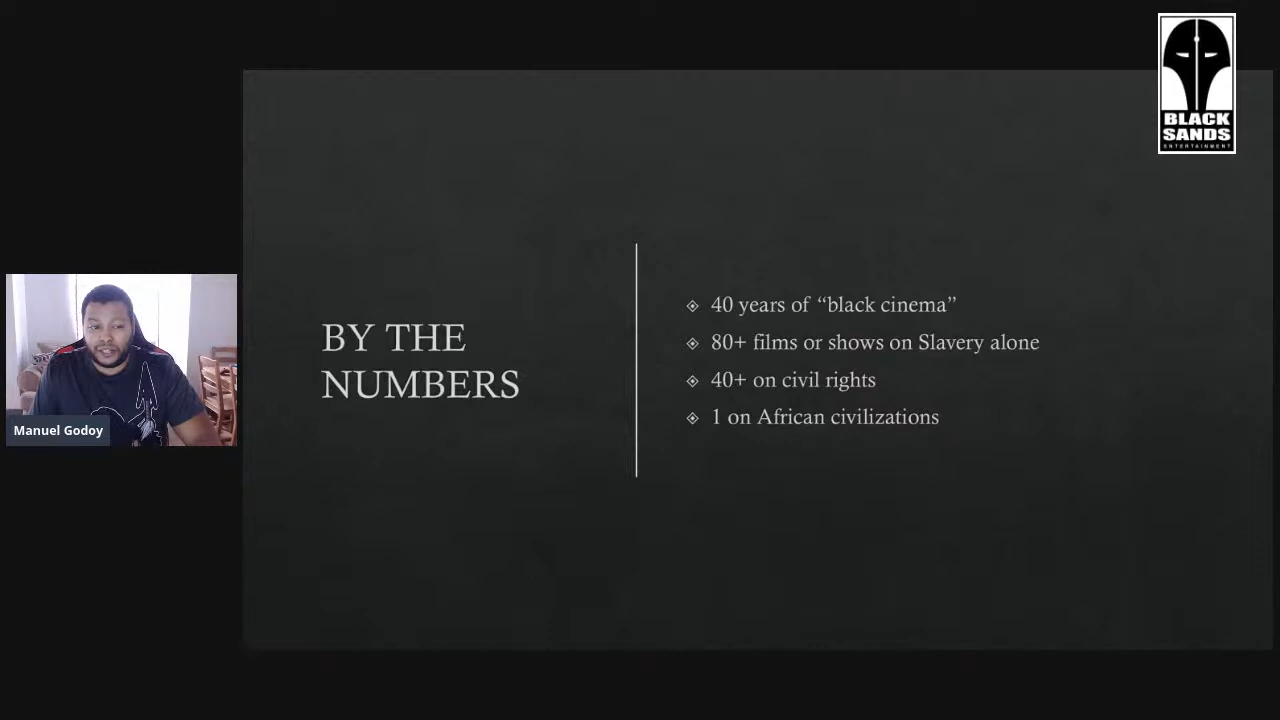 BLACK
SANDS
ENTERTAINMENT
BY THE
NUMBERS
40 years of “black cinema”
80+ films or shows on Slavery alone
40+ on civil rights
1 on African civilizations
Manuel Godoy